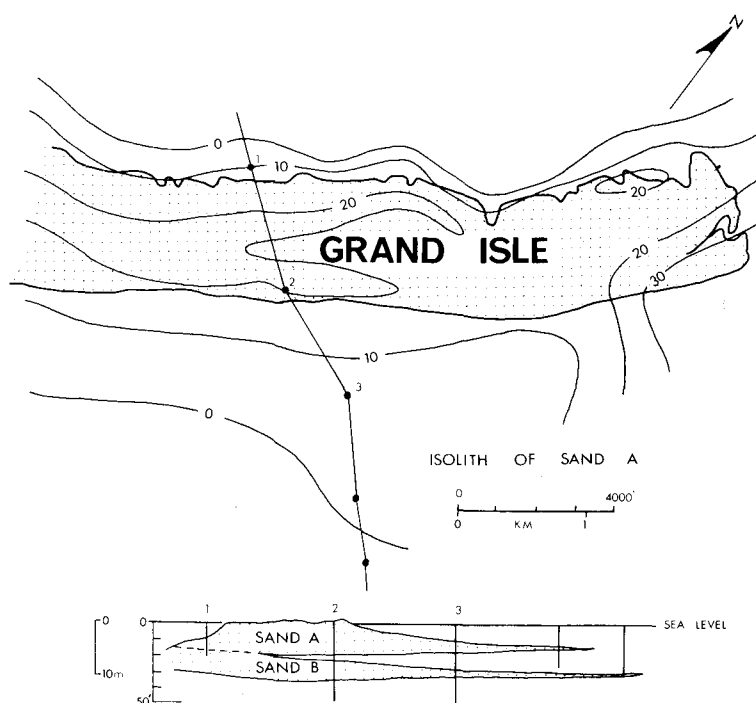 N
0
1
10
20
20
GRAND ISLE
20
30
2
10
3
0
ISOLITH OF SAND A
0 4000'
0 KM 1
1 2 3
0 0 SEA LEVEL
SAND A
SAND B
10m
50'